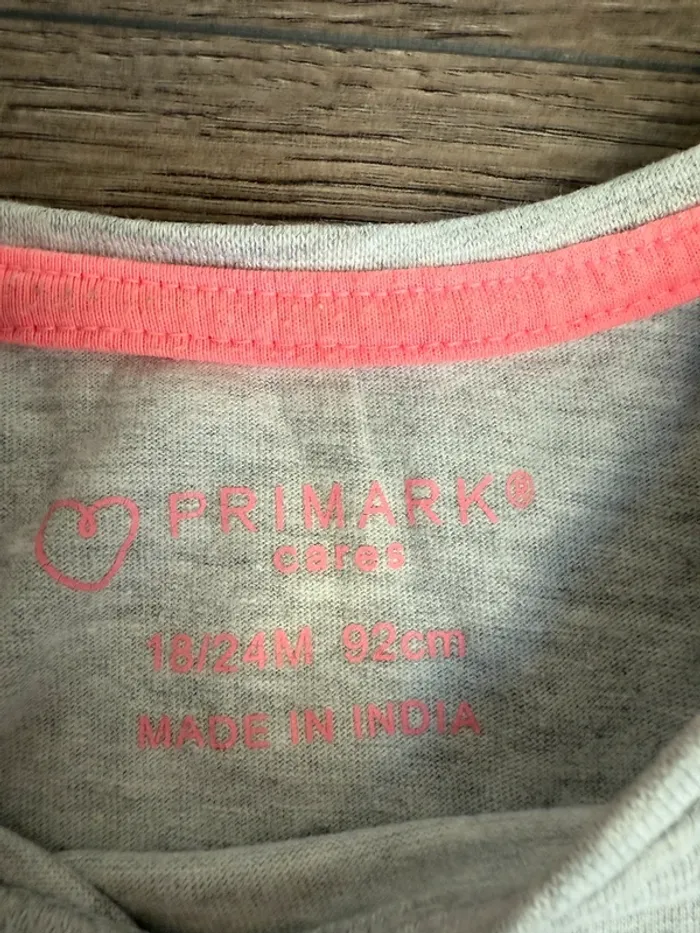 PRIMARK®
cares
18/24M 92cm
MADE IN INDIA